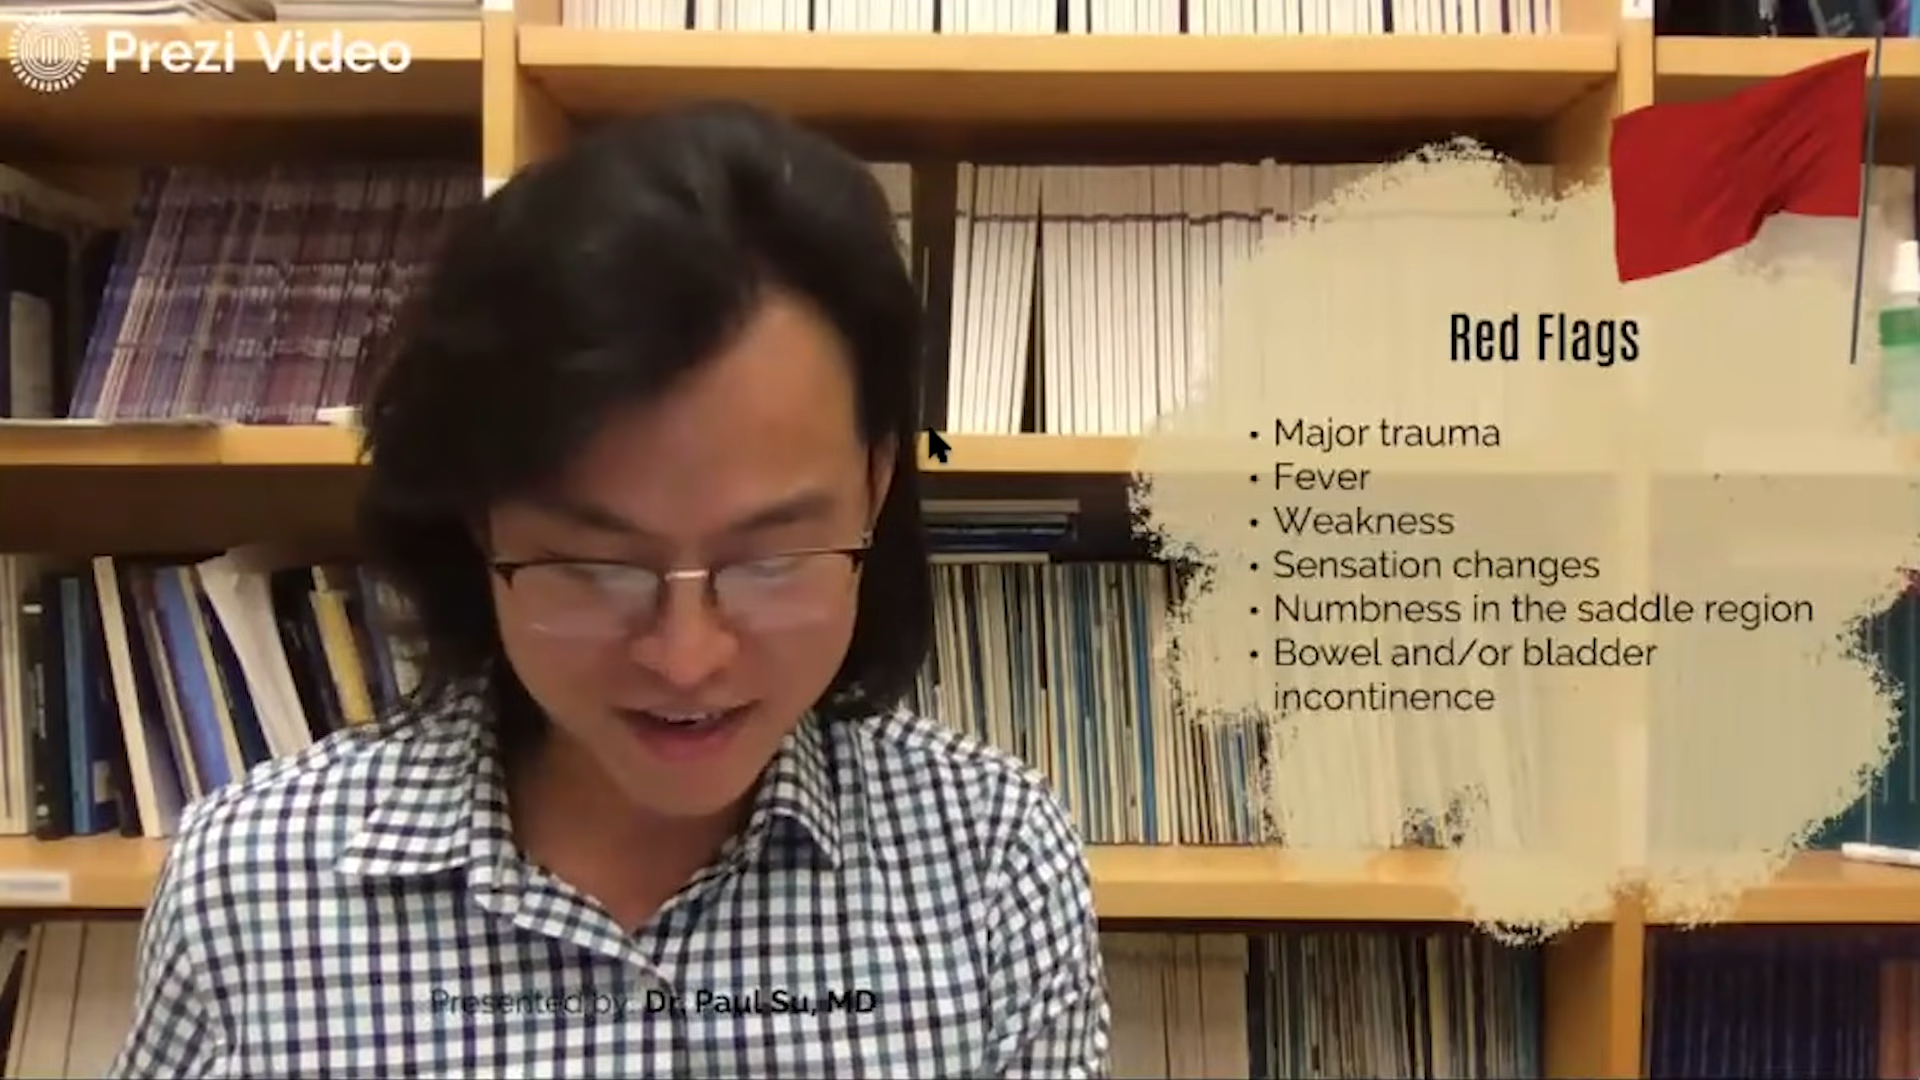 Prezi Video
Red Flags
• Major trauma
• Fever
• Weakness
• Sensation changes
• Numbness in the saddle region
• Bowel and/or bladder
incontinence
Presented by: Dr. Paul Su, MD